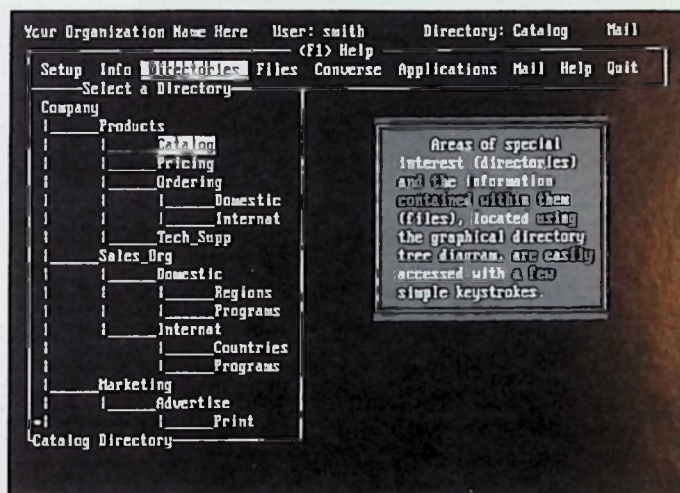 Your Organization Name Here User: smith Directory: Catalog Mail
(F1) Help
Setup Info Directories Files Converse Applications Mail Help Quit
Select a Directory
Company
Products
Catalog
Pricing
Ordering
Domestic
Internat
Tech_Supp
Sales_Org
Domestic
Regions
Programs
Internat
Countries
Programs
Marketing
Advertise
Print
Catalog Directory
Areas of special
interest (directories)
and the information
contained within them
(files), located using
the graphical directory
tree diagram, are easily
accessed with a few
simple keystrokes.